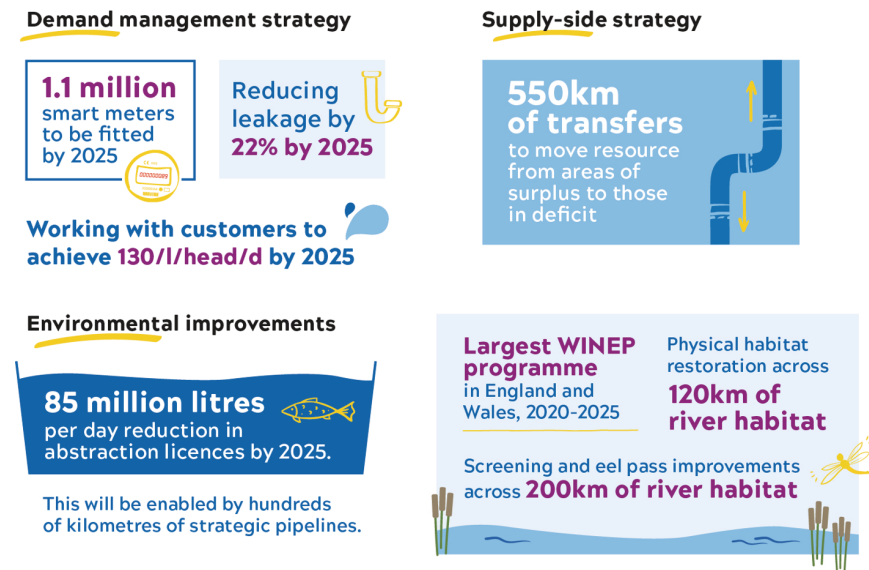 Demand management strategy
1.1 million
smart meters
to be fitted
by 2025
Reducing
leakage by
22% by 2025
Working with customers to
achieve 130/l/head/d by 2025
Supply-side strategy
550km
of transfers
to move resource
from areas of
surplus to those
in deficit
Environmental improvements
85 million litres
per day reduction in
abstraction licences by 2025.
This will be enabled by hundreds
of kilometres of strategic pipelines.
Largest WINEP
programme
in England and
Wales, 2020-2025
Physical habitat
restoration across
120km of
river habitat
Screening and eel pass improvements
across 200km of river habitat